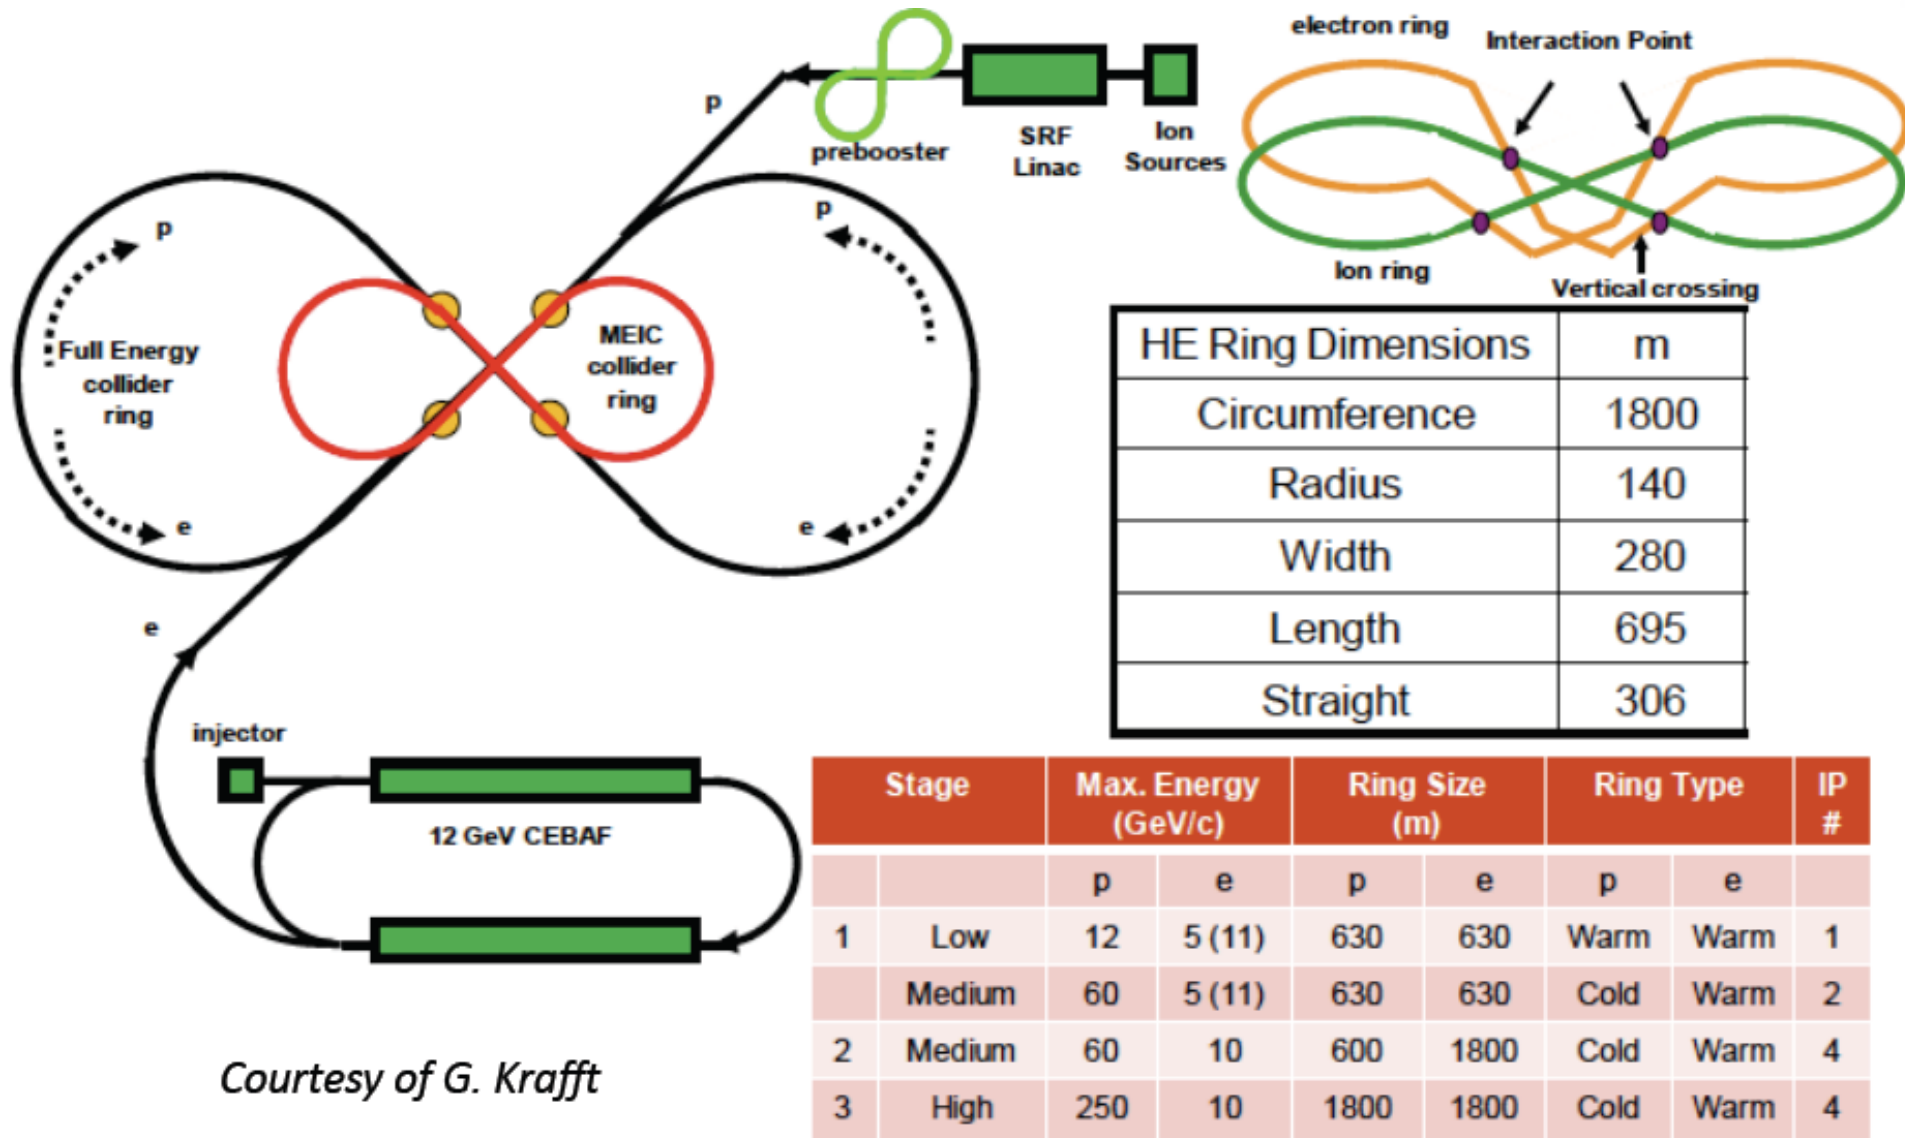 electron ring
Interaction Point
p
prebooster
SRF
Linac
Ion
Sources
Ion ring
Vertical crossing
p
p
Full Energy
collider
ring
MEIC
collider
ring
e
e
e
injector
12 GeV CEBAF
HE Ring Dimensions m
Circumference 1800
Radius 140
Width 280
Length 695
Straight 306
Stage Max. Energy (GeV/c) Ring Size (m) Ring Type IP #
p e p e p e
1 Low 12 5 (11) 630 630 Warm Warm 1
Medium 60 5 (11) 630 630 Cold Warm 2
2 Medium 60 10 600 1800 Cold Warm 4
3 High 250 10 1800 1800 Cold Warm 4
Courtesy of G. Krafft